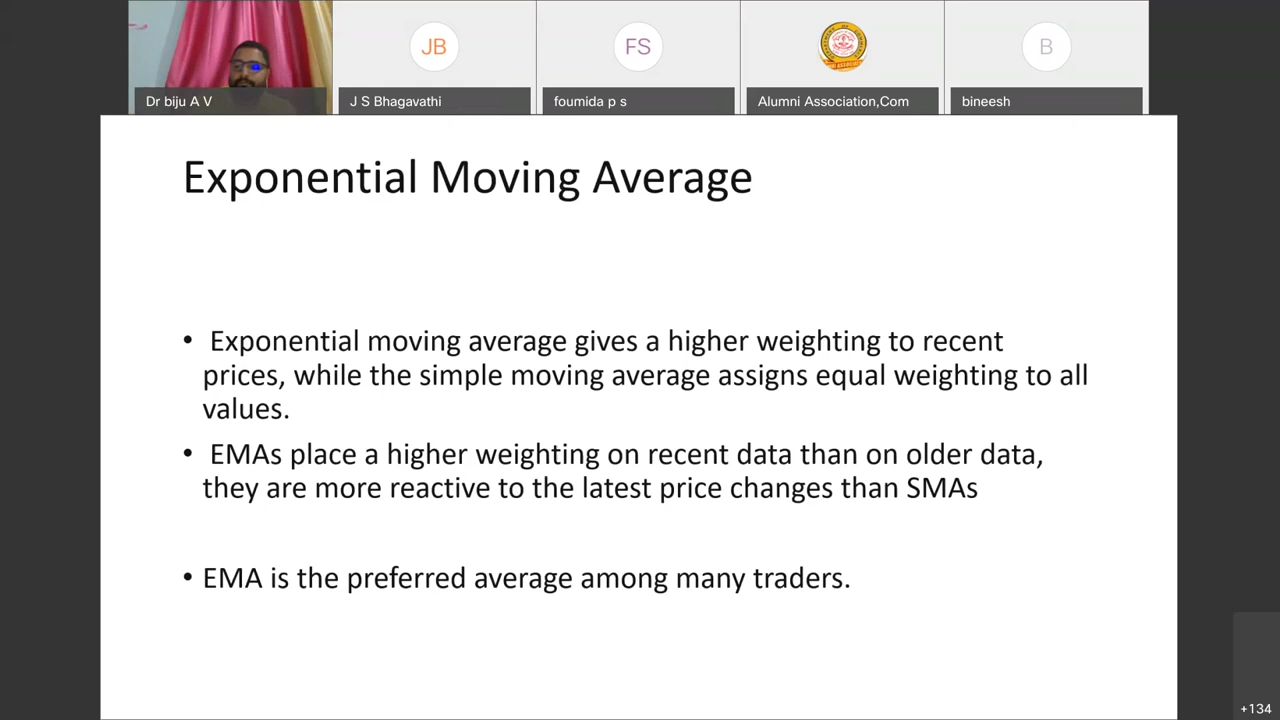 JB
FS
B
Dr biju A V
J S Bhagavathi
foumida p s
Alumni Association,Com
bineesh
Exponential Moving Average
• Exponential moving average gives a higher weighting to recent
prices, while the simple moving average assigns equal weighting to all
values.
• EMAs place a higher weighting on recent data than on older data,
they are more reactive to the latest price changes than SMAs
• EMA is the preferred average among many traders.
+134